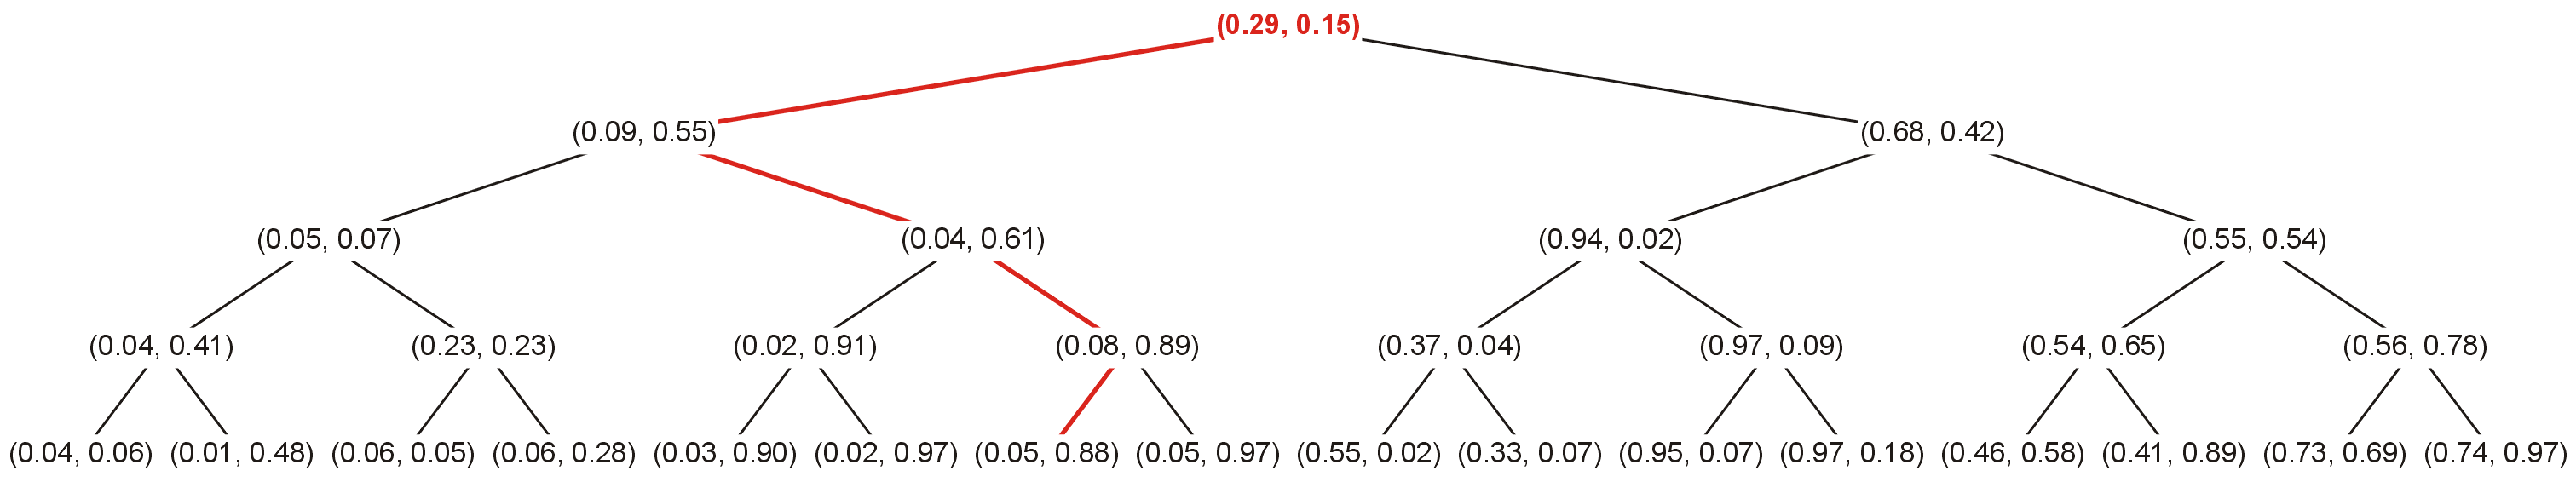 (0.29, 0.15)
(0.09, 0.55) (0.68, 0.42)
(0.05, 0.07) (0.04, 0.61) (0.94, 0.02) (0.55, 0.54)
(0.04, 0.41) (0.23, 0.23) (0.02, 0.91) (0.08, 0.89) (0.37, 0.04) (0.97, 0.09) (0.54, 0.65) (0.56, 0.78)
(0.04, 0.06) (0.01, 0.48) (0.06, 0.05) (0.06, 0.28) (0.03, 0.90) (0.02, 0.97) (0.05, 0.88) (0.05, 0.97) (0.55, 0.02) (0.33, 0.07) (0.95, 0.07) (0.97, 0.18) (0.46, 0.58) (0.41, 0.89) (0.73, 0.69) (0.74, 0.97)